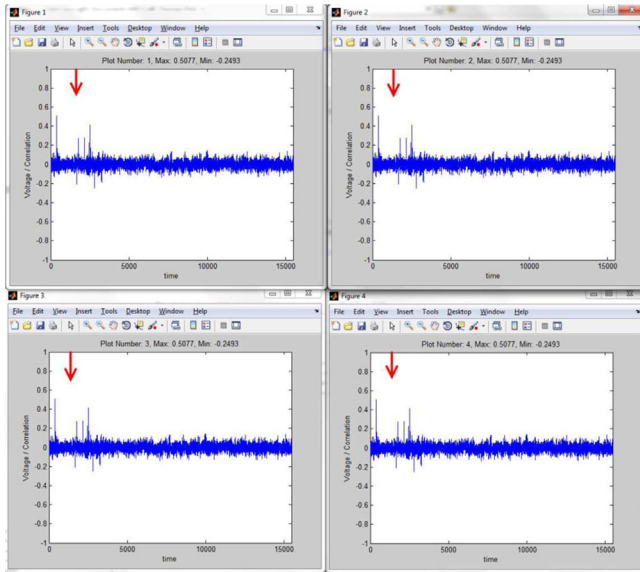 Figure 1
File Edit View Insert Tools Desktop Window Help
Plot Number: 1, Max: 0.5077, Min: -0.2493
Voltage / Correlation
1
0.8
0.6
0.4
0.2
0
-0.2
-0.4
-0.6
-0.8
-1
0 5000 10000 15000
time
Figure 2
File Edit View Insert Tools Desktop Window Help
Plot Number: 2, Max: 0.5077, Min: -0.2493
Voltage / Correlation
1
0.8
0.6
0.4
0.2
0
-0.2
-0.4
-0.6
-0.8
-1
0 5000 10000 15000
time
Figure 3
File Edit View Insert Tools Desktop Window Help
Plot Number: 3, Max: 0.5077, Min: -0.2493
Voltage / Correlation
1
0.8
0.6
0.4
0.2
0
-0.2
-0.4
-0.6
-0.8
-1
0 5000 10000 15000
time
Figure 4
File Edit View Insert Tools Desktop Window Help
Plot Number: 4, Max: 0.5077, Min: -0.2493
Voltage / Correlation
1
0.8
0.6
0.4
0.2
0
-0.2
-0.4
-0.6
-0.8
-1
0 5000 10000 15000
time